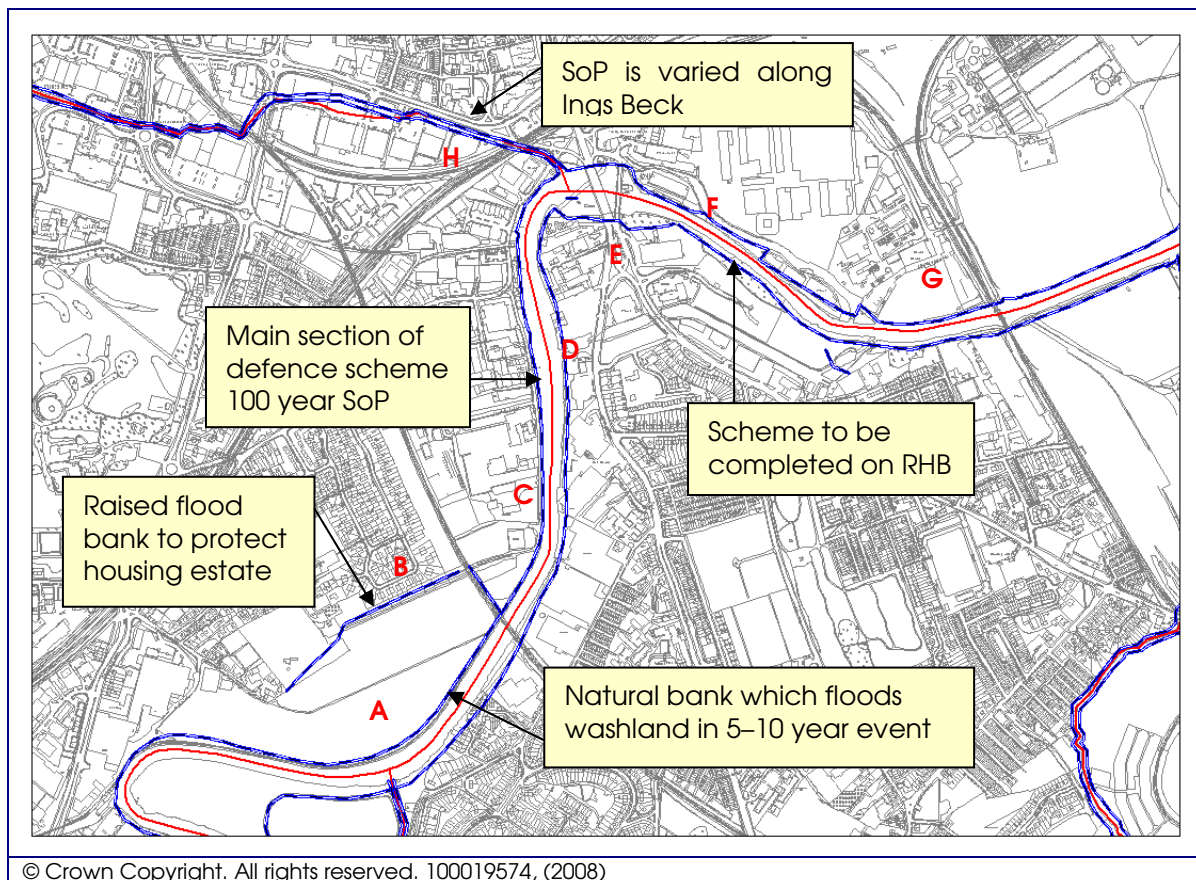 SoP is varied along
Ings Beck
H
F
E
G
Main section of
defence scheme
100 year SoP
D
Scheme to be
completed on RHB
C
Raised flood
bank to protect
housing estate
B
A
Natural bank which floods
washland in 5–10 year event
© Crown Copyright. All rights reserved. 100019574, (2008)